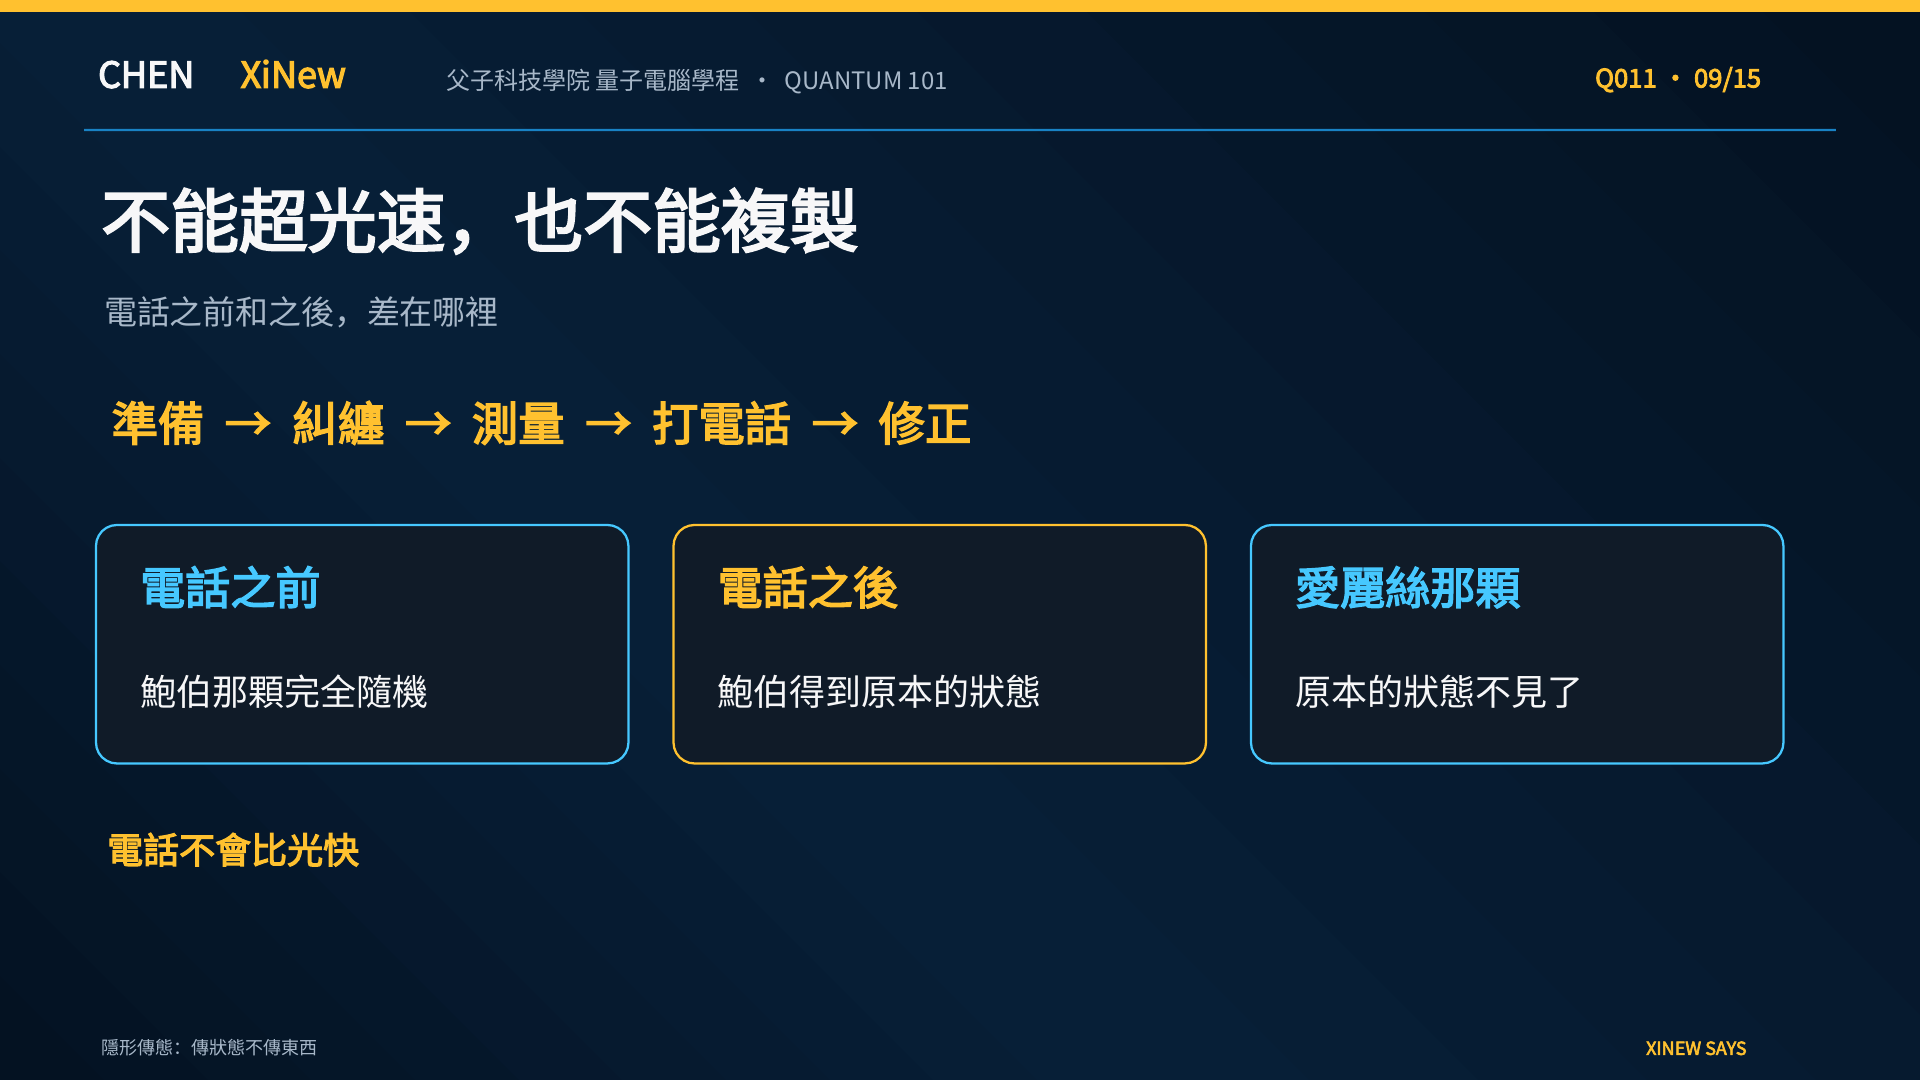 CHEN XiNew 父子科技學院 量子電腦學程 · QUANTUM 101 Q011 · 09/15
不能超光速，也不能複製
電話之前和之後，差在哪裡
準備 → 糾纏 → 測量 → 打電話 → 修正
電話之前
鮑伯那顆完全隨機
電話之後
鮑伯得到原本的狀態
愛麗絲那顆
原本的狀態不見了
電話不會比光快
隱形傳態：傳狀態不傳東西
XINEW SAYS